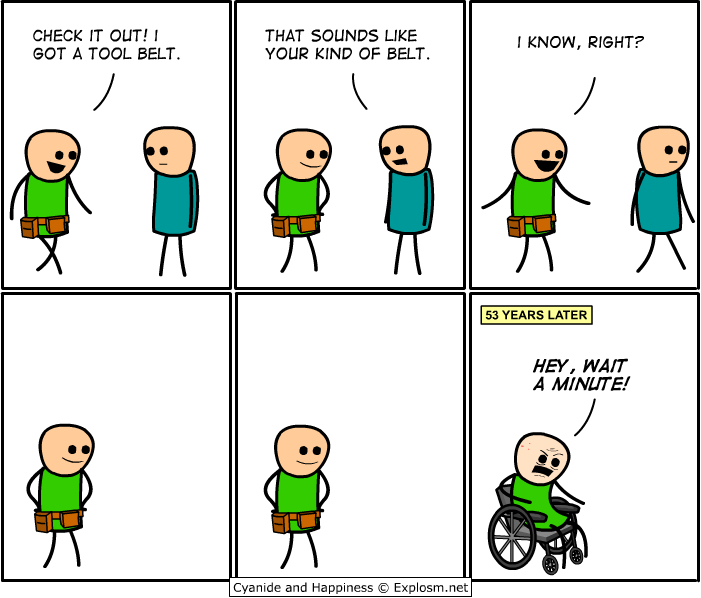 CHECK IT OUT! I
GOT A TOOL BELT.
THAT SOUNDS LIKE
YOUR KIND OF BELT.
I KNOW, RIGHT?
53 YEARS LATER
HEY, WAIT
A MINUTE!
Cyanide and Happiness © Explosm.net